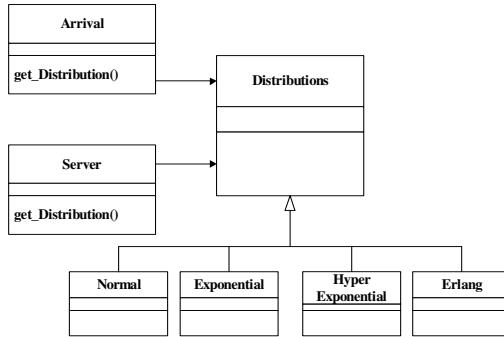 Arrival
get_Distribution()
Distributions
Server
get_Distribution()
Normal
Exponential
Hyper
Exponential
Erlang